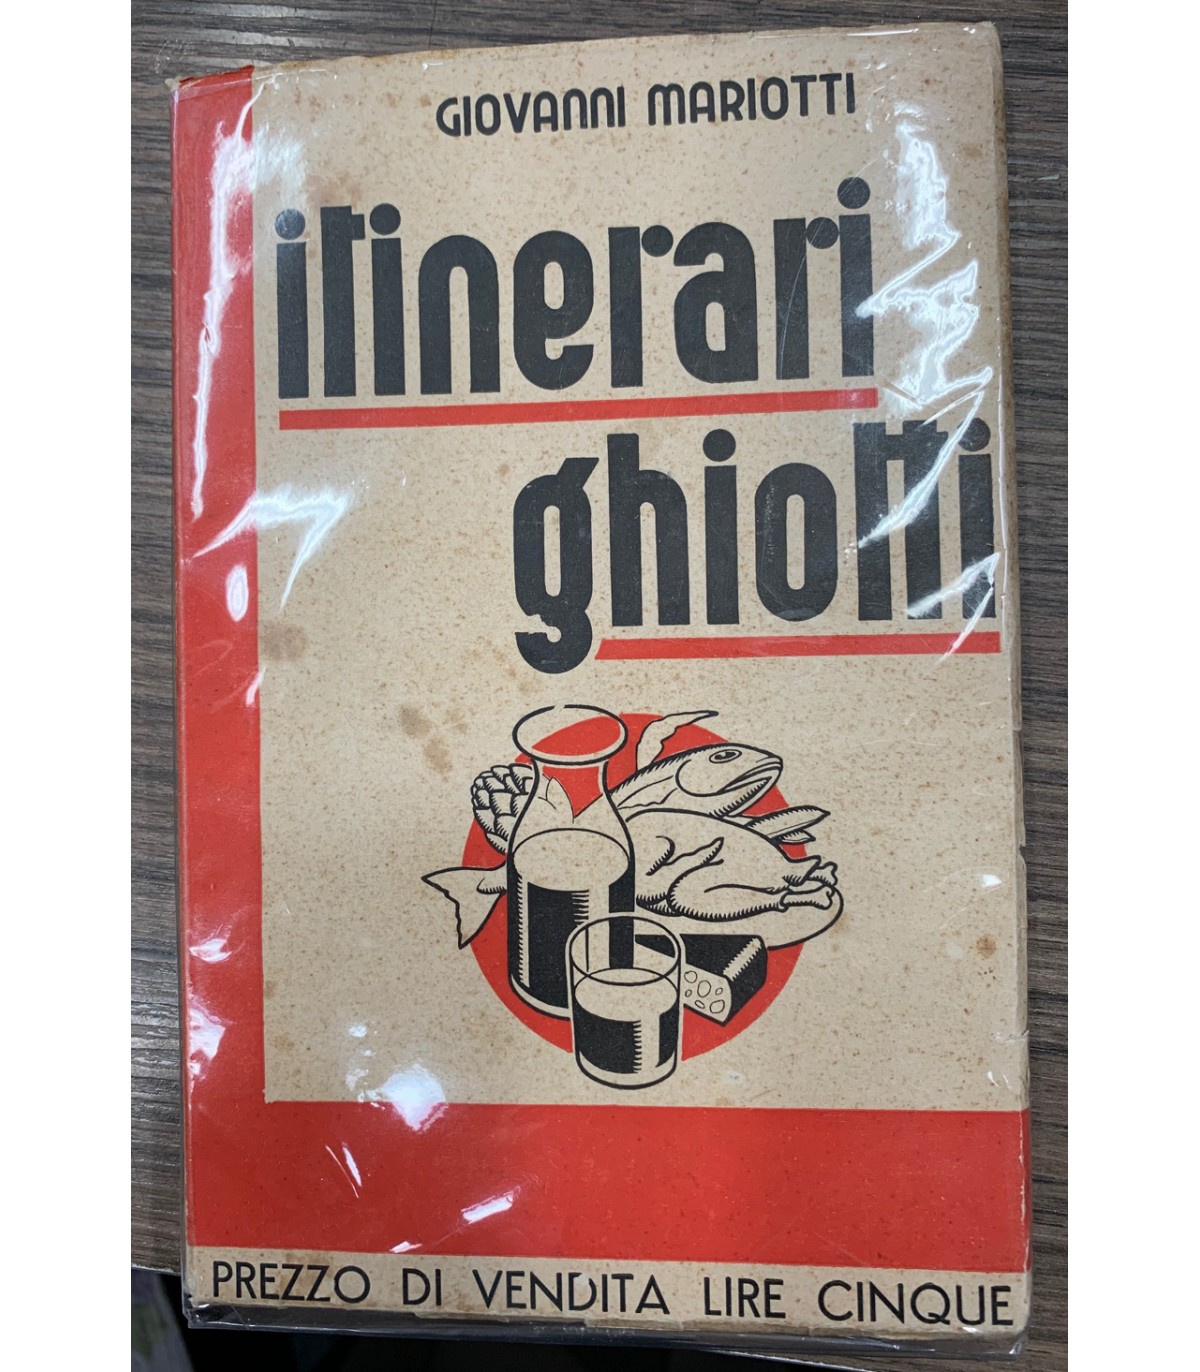 GIOVANNI MARIOTTI
itinerari
ghiotti
PREZZO DI VENDITA LIRE CINQUE